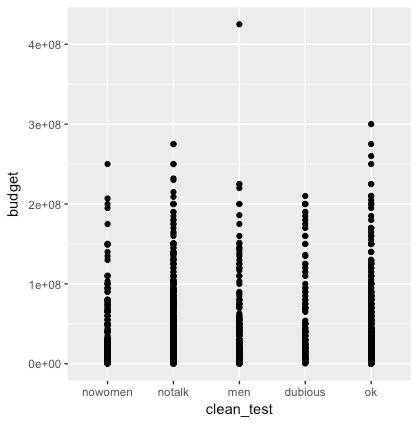 budget
4e+08
3e+08
2e+08
1e+08
0e+00
nowomen notalk men dubious ok
clean_test